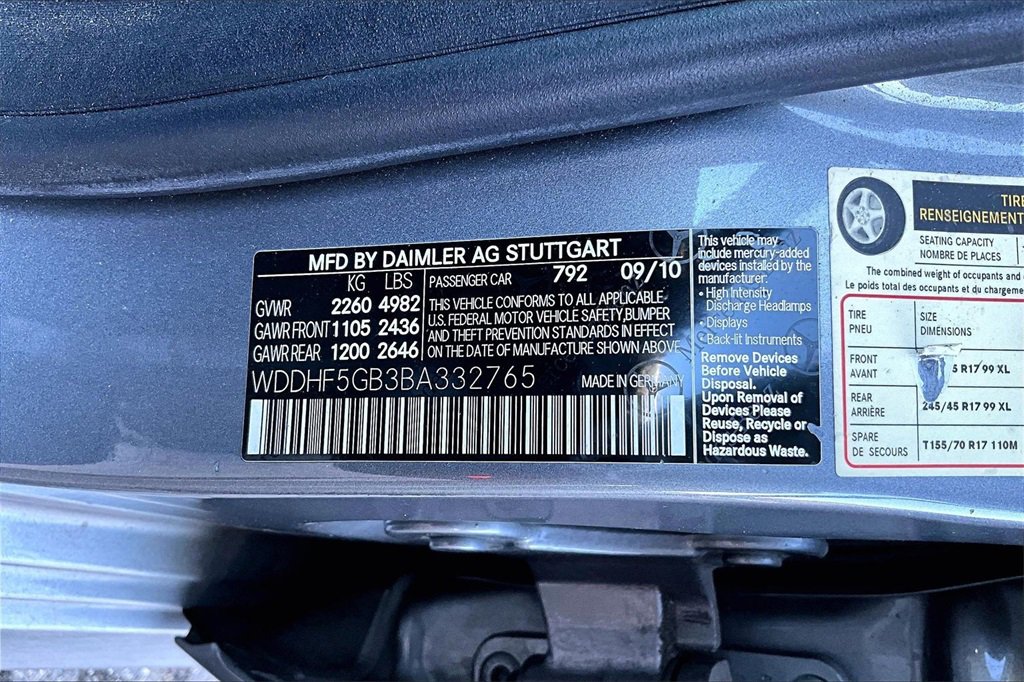 MFD BY DAIMLER AG STUTTGART
KG LBS
GVWR 2260 4982
GAWR FRONT 1105 2436
GAWR REAR 1200 2646
PASSENGER CAR 792 09/10
THIS VEHICLE CONFORMS TO ALL APPLICABLE
U.S. FEDERAL MOTOR VEHICLE SAFETY,BUMPER
AND THEFT PREVENTION STANDARDS IN EFFECT
ON THE DATE OF MANUFACTURE SHOWN ABOVE
WDDHF5GB3BA332765
MADE IN GERMANY
This vehicle may
include mercury-added
devices installed by the
manufacturer:
• High Intensity
Discharge Headlamps
• Displays
• Back-lit Instruments
Remove Devices
Before Vehicle
Disposal.
Upon Removal of
Devices Please
Reuse, Recycle or
Dispose as
Hazardous Waste.
TIRE
RENSEIGNEMENT
SEATING CAPACITY
NOMBRE DE PLACES
The combined weight of occupants and
Le poids total des occupants et du chargeme
TIRE
PNEU
SIZE
DIMENSIONS
FRONT
AVANT
5 R17 99 XL
REAR
ARRIÈRE
245/45 R17 99 XL
SPARE
DE SECOURS
T155/70 R17 110M